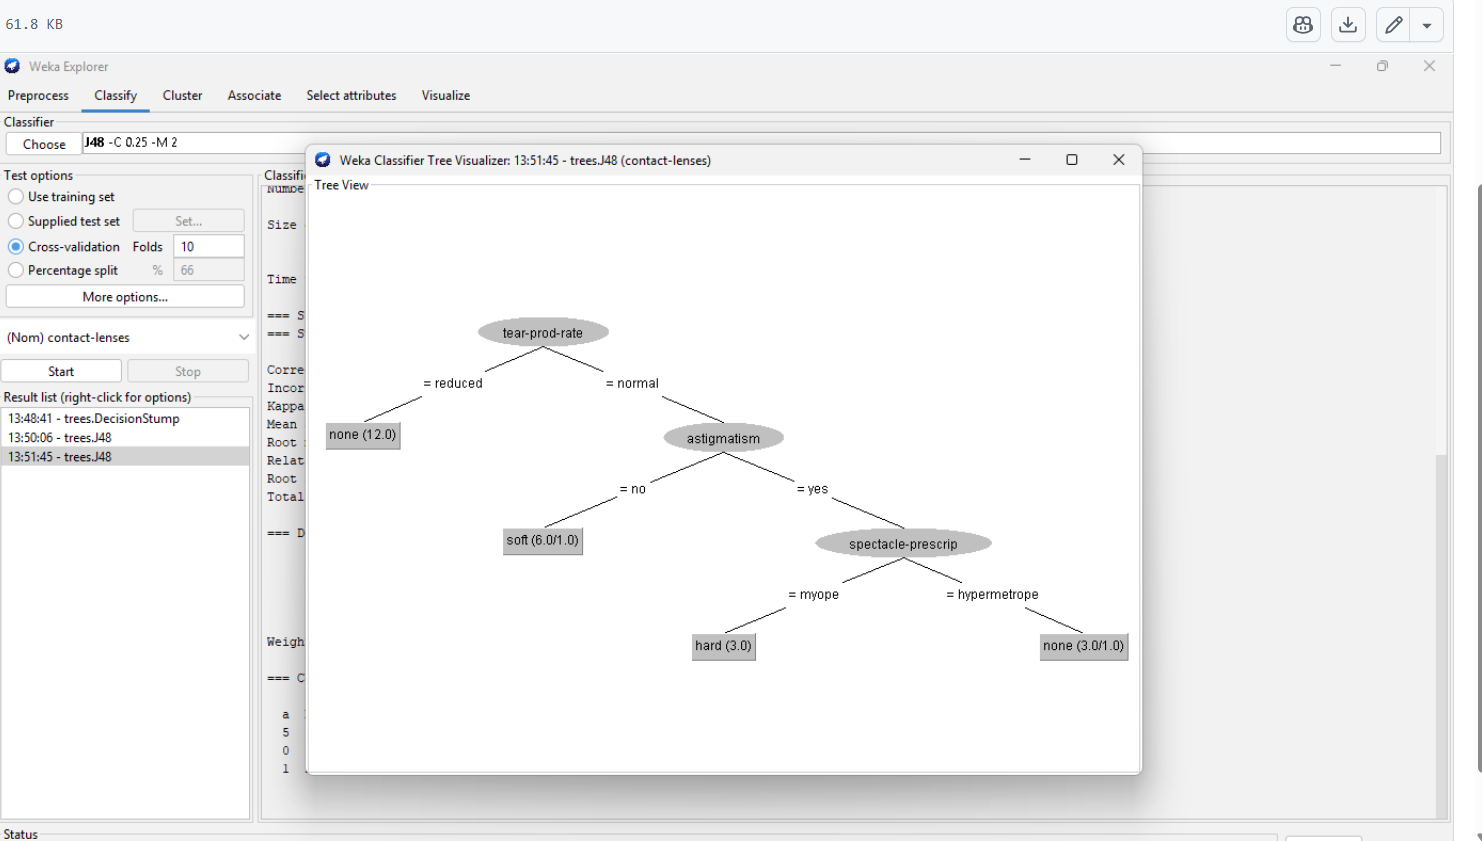 61.8 KB
Weka Explorer
Preprocess Classify Cluster Associate Select attributes Visualize
Classifier
Choose J48 -C 0.25 -M 2
Test options
Use training set
Supplied test set Set...
Cross-validation Folds 10
Percentage split % 66
More options...
(Nom) contact-lenses
Start Stop
Result list (right-click for options)
13:48:41 - trees.DecisionStump
13:50:06 - trees.J48
13:51:45 - trees.J48
Classifi
Numbe
Size
Time
=== S
=== S
Corre
Incor
Kappa
Mean
Root
Relat
Root
Total
=== D
Weigh
=== C
a
5
0
1
Weka Classifier Tree Visualizer: 13:51:45 - trees.J48 (contact-lenses)
Tree View
tear-prod-rate
= reduced = normal
none (12.0) astigmatism
= no = yes
soft (6.0/1.0) spectacle-prescrip
= myope = hypermetrope
hard (3.0) none (3.0/1.0)
Status